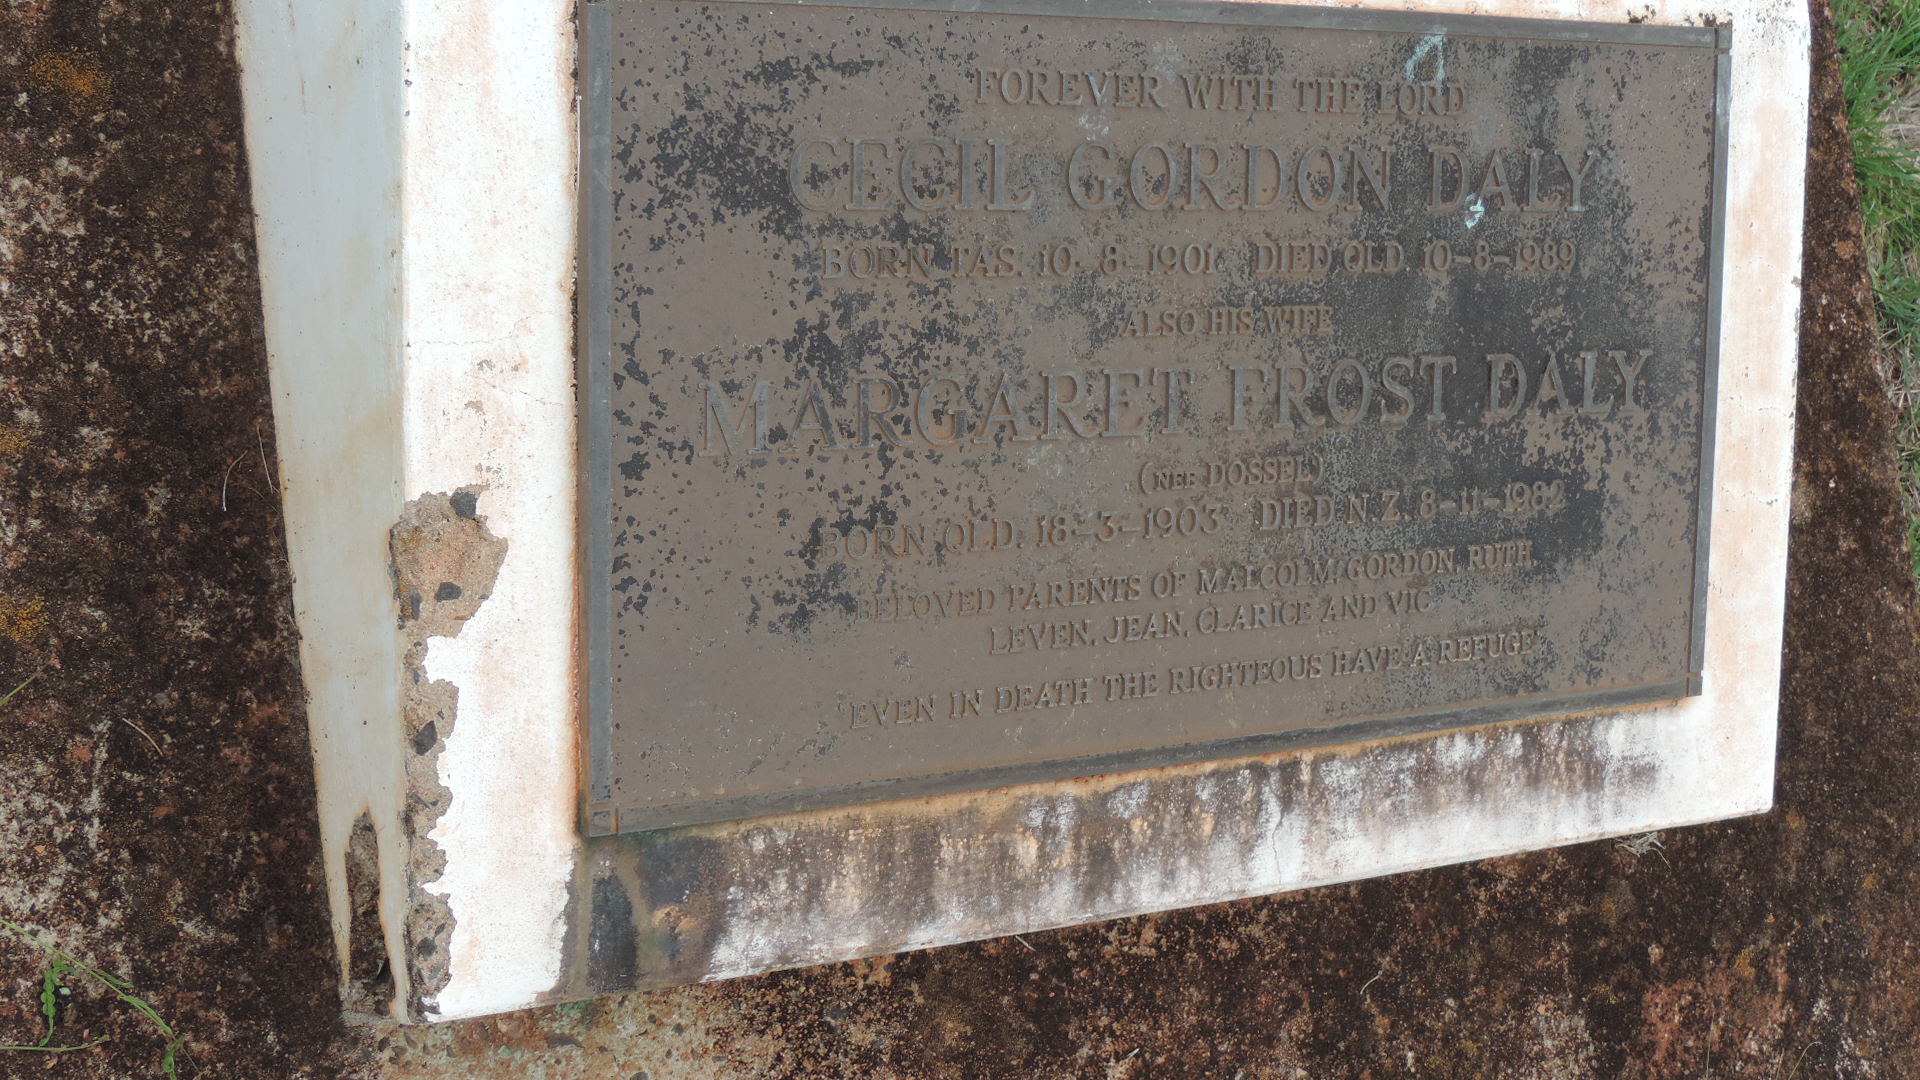 FOREVER WITH THE LORD
CECIL GORDON DALY
BORN TAS. 10-8-1901. DIED QLD. 10-8-1989
ALSO HIS WIFE
MARGARET FROST DALY
(NEE DOSSEL)
BORN QLD. 18-3-1903 DIED N.Z. 8-11-1982
BELOVED PARENTS OF MALCOLM, GORDON, RUTH,
LEVEN, JEAN, CLARICE AND VIC
"EVEN IN DEATH THE RIGHTEOUS HAVE A REFUGE"